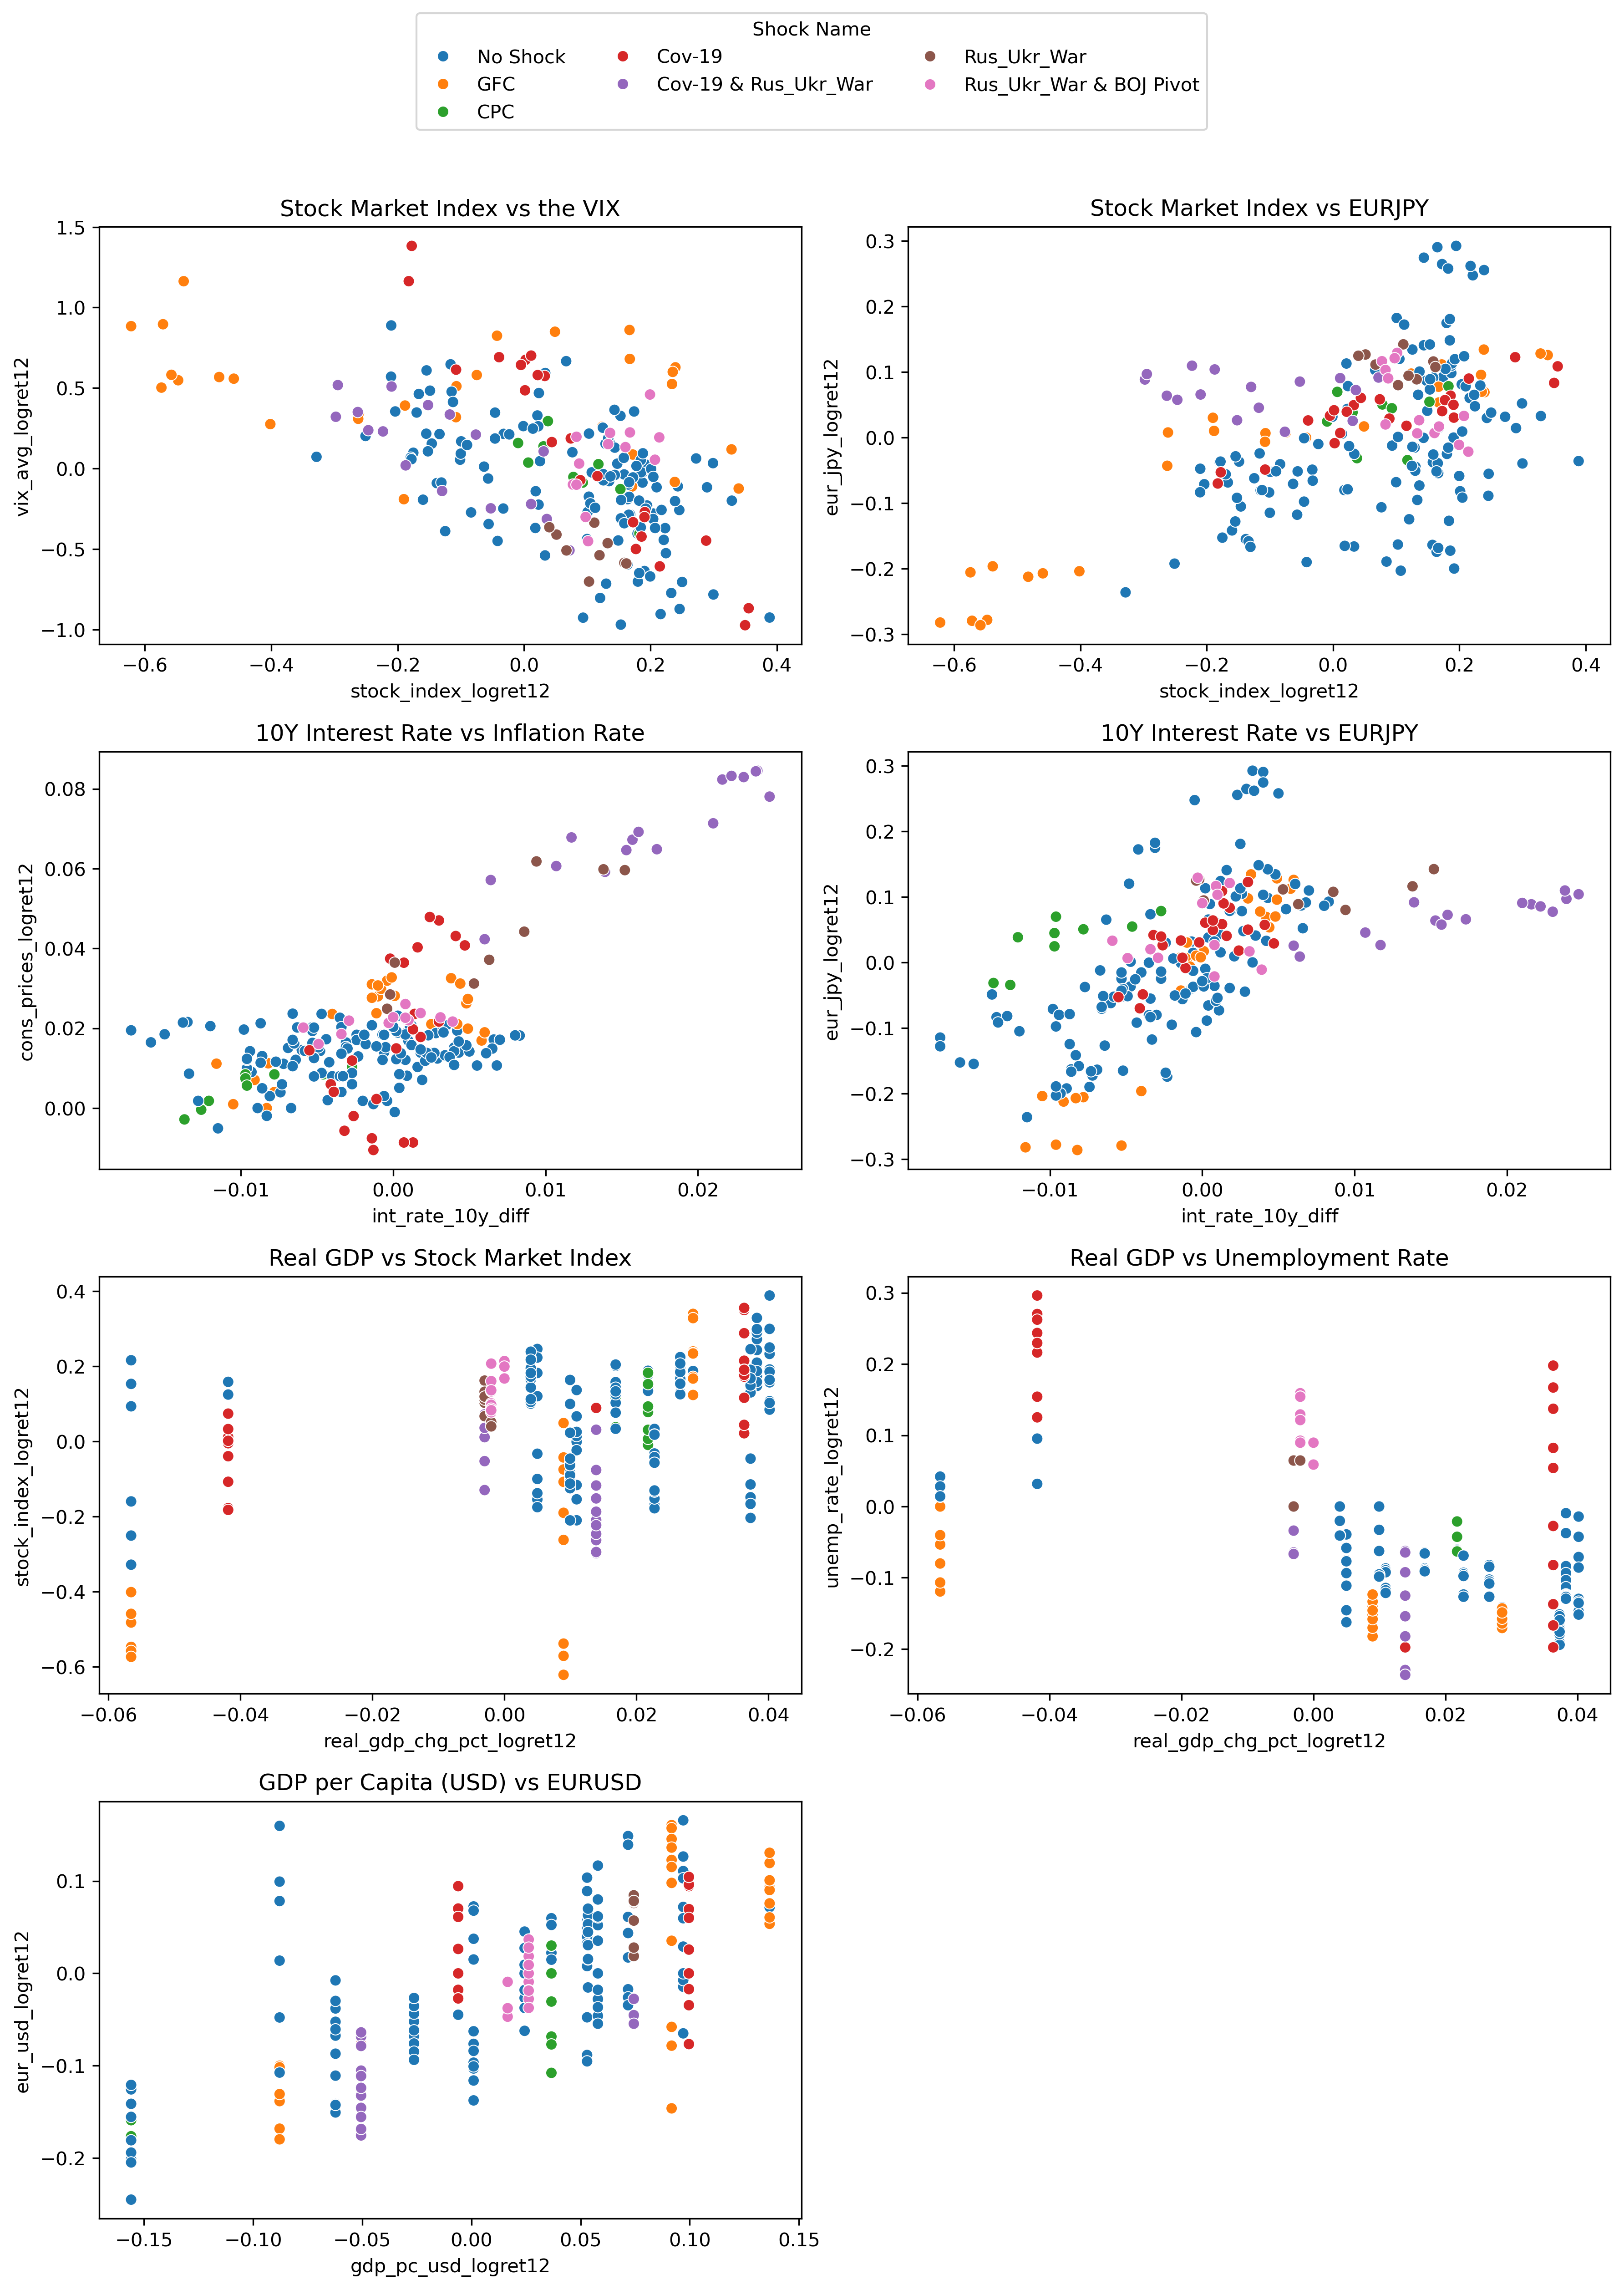 Shock Name
No Shock
GFC
CPC
Cov-19
Cov-19 & Rus_Ukr_War
Rus_Ukr_War
Rus_Ukr_War & BOJ Pivot
Stock Market Index vs the VIX
1.5
1.0
0.5
0.0
−0.5
−1.0
vix_avg_logret12
−0.6 −0.4 −0.2 0.0 0.2 0.4
stock_index_logret12
Stock Market Index vs EURJPY
0.3
0.2
0.1
0.0
−0.1
−0.2
−0.3
eur_jpy_logret12
−0.6 −0.4 −0.2 0.0 0.2 0.4
stock_index_logret12
10Y Interest Rate vs Inflation Rate
0.08
0.06
0.04
0.02
0.00
cons_prices_logret12
−0.01 0.00 0.01 0.02
int_rate_10y_diff
10Y Interest Rate vs EURJPY
0.3
0.2
0.1
0.0
−0.1
−0.2
−0.3
eur_jpy_logret12
−0.01 0.00 0.01 0.02
int_rate_10y_diff
Real GDP vs Stock Market Index
0.4
0.2
0.0
−0.2
−0.4
−0.6
stock_index_logret12
−0.06 −0.04 −0.02 0.00 0.02 0.04
real_gdp_chg_pct_logret12
Real GDP vs Unemployment Rate
0.3
0.2
0.1
0.0
−0.1
−0.2
unemp_rate_logret12
−0.06 −0.04 −0.02 0.00 0.02 0.04
real_gdp_chg_pct_logret12
GDP per Capita (USD) vs EURUSD
0.1
0.0
−0.1
−0.2
eur_usd_logret12
−0.15 −0.10 −0.05 0.00 0.05 0.10 0.15
gdp_pc_usd_logret12